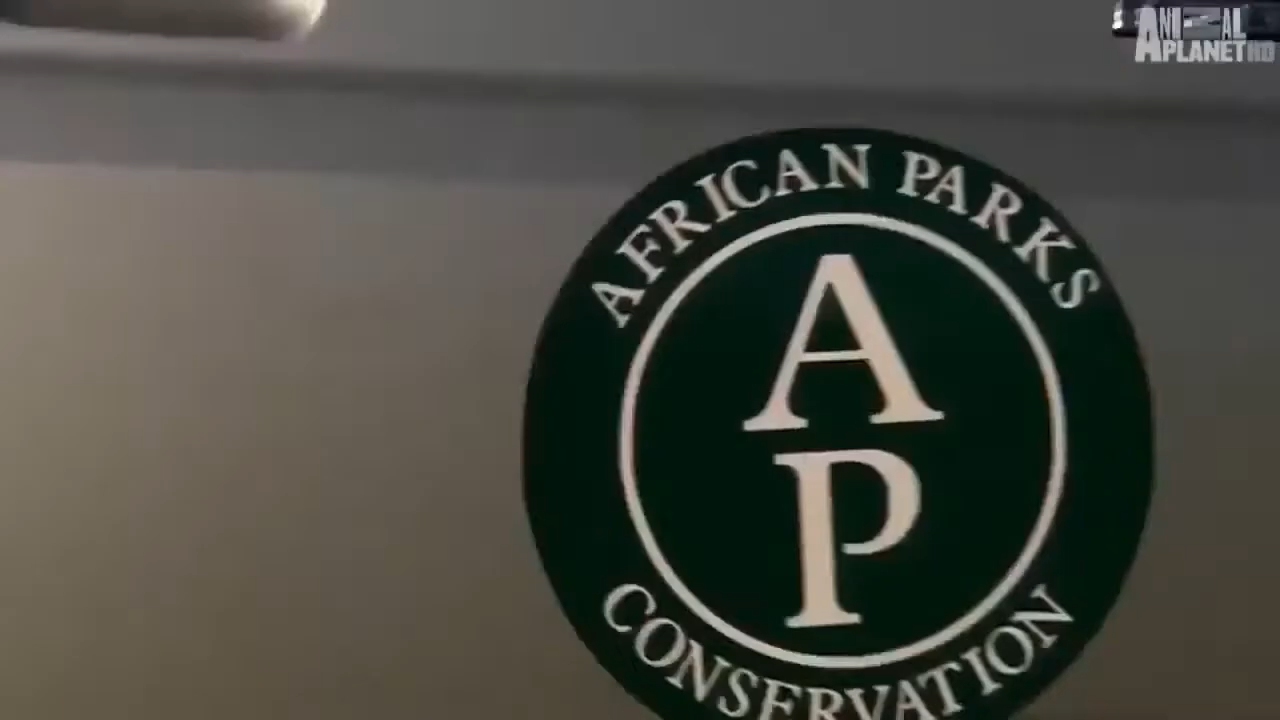 ANIMAL
PLANET HD
AFRICAN PARKS
A
P
CONSERVATION